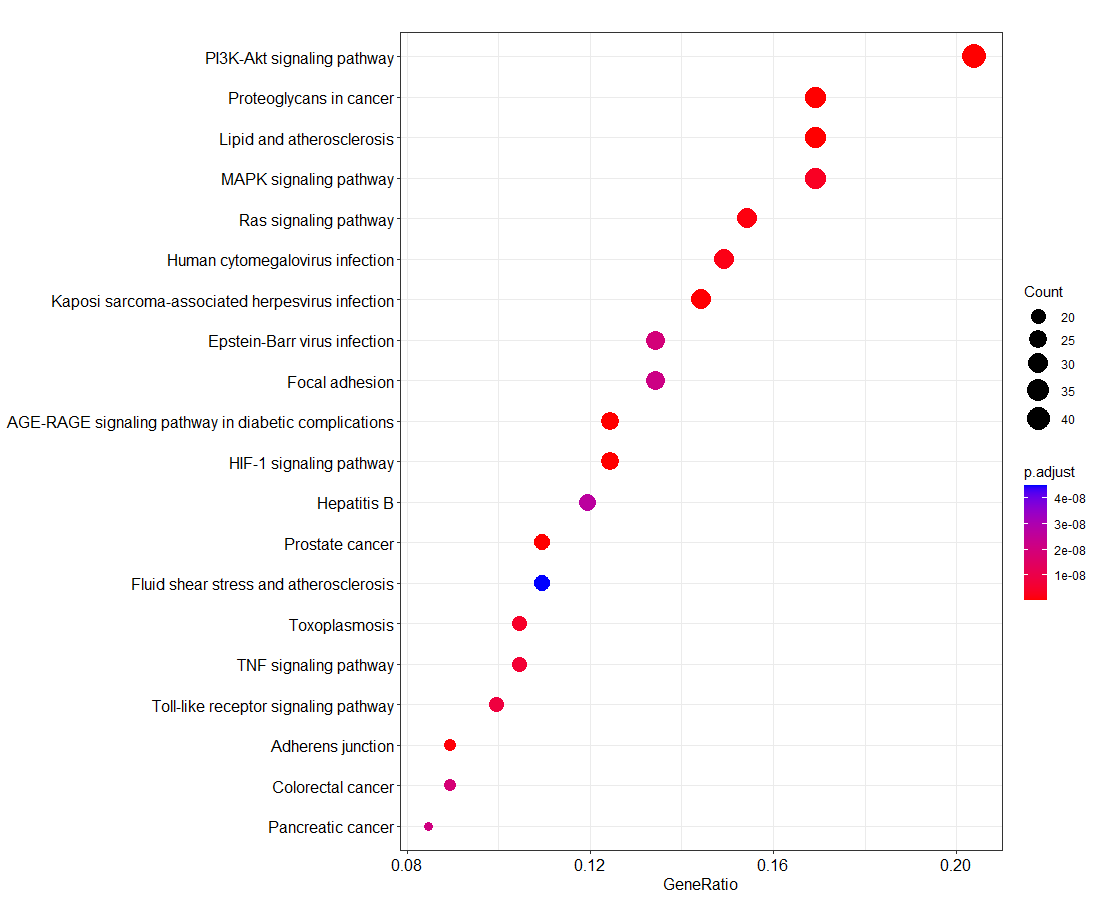 PI3K-Akt signaling pathway
Proteoglycans in cancer
Lipid and atherosclerosis
MAPK signaling pathway
Ras signaling pathway
Human cytomegalovirus infection
Kaposi sarcoma-associated herpesvirus infection
Epstein-Barr virus infection
Focal adhesion
AGE-RAGE signaling pathway in diabetic complications
HIF-1 signaling pathway
Hepatitis B
Prostate cancer
Fluid shear stress and atherosclerosis
Toxoplasmosis
TNF signaling pathway
Toll-like receptor signaling pathway
Adherens junction
Colorectal cancer
Pancreatic cancer
0.08 0.12 0.16 0.20
GeneRatio
Count
20
25
30
35
40
p.adjust
4e-08
3e-08
2e-08
1e-08